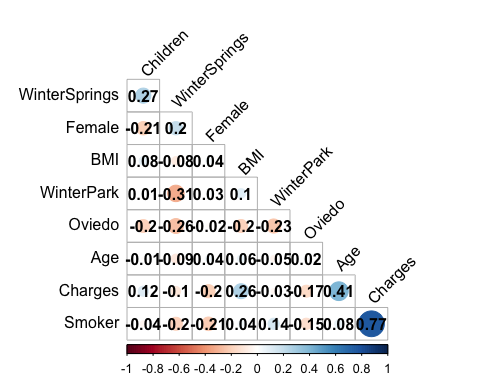 Children
WinterSprings
Female
BMI
WinterPark
Oviedo
Age
Charges
WinterSprings 0.27
Female -0.21 0.2
BMI 0.08 -0.08 0.04
WinterPark 0.01 -0.31 0.03 0.1
Oviedo -0.2 -0.26 -0.02 -0.2 -0.23
Age -0.01 -0.09 -0.04 0.06 -0.05 0.02
Charges 0.12 -0.1 -0.2 0.26 -0.03 -0.17 0.41
Smoker -0.04 -0.2 -0.21 0.04 0.14 -0.15 0.08 0.77
-1 -0.8 -0.6 -0.4 -0.2 0 0.2 0.4 0.6 0.8 1